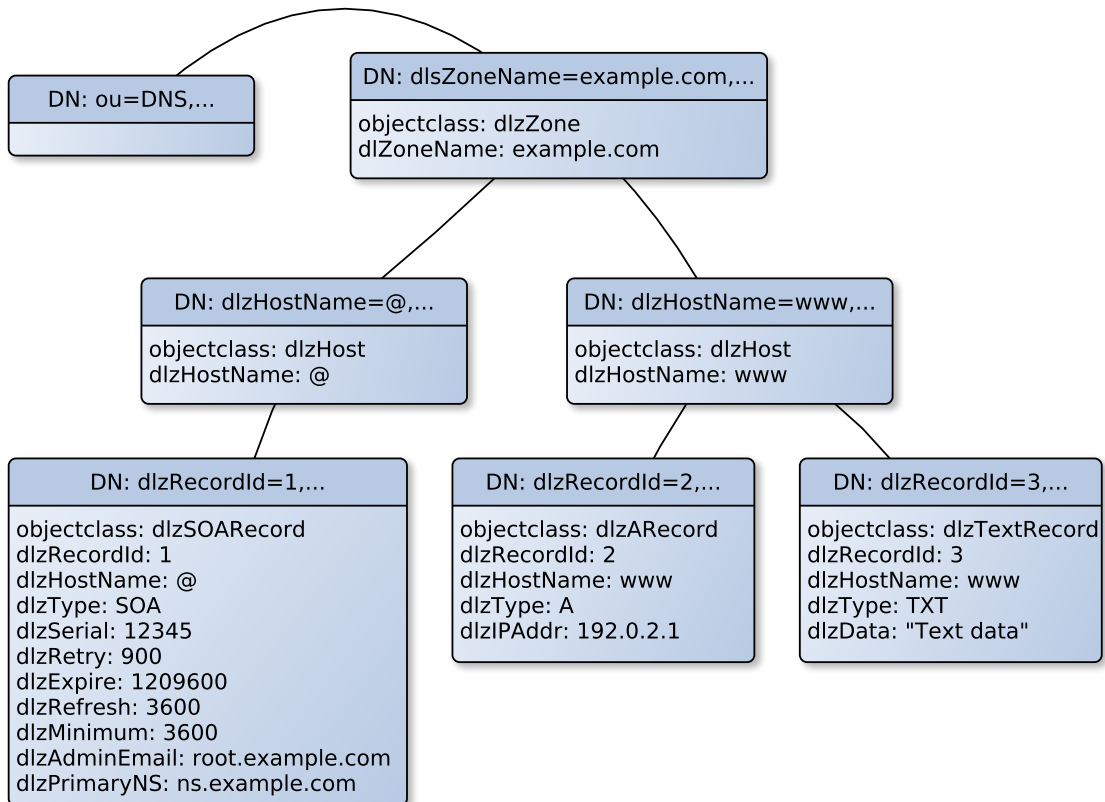 DN: ou=DNS,...
DN: dlsZoneName=example.com,...
objectclass: dlzZone
dlZoneName: example.com
DN: dlzHostName=@,...
objectclass: dlzHost
dlzHostName: @
DN: dlzHostName=www,...
objectclass: dlzHost
dlzHostName: www
DN: dlzRecordId=1,...
objectclass: dlzSOARecord
dlzRecordId: 1
dlzHostName: @
dlzType: SOA
dlzSerial: 12345
dlzRetry: 900
dlzExpire: 1209600
dlzRefresh: 3600
dlzMinimum: 3600
dlzAdminEmail: root.example.com
dlzPrimaryNS: ns.example.com
DN: dlzRecordId=2,...
objectclass: dlzARecord
dlzRecordId: 2
dlzHostName: www
dlzType: A
dlzIPAddr: 192.0.2.1
DN: dlzRecordId=3,...
objectclass: dlzTextRecord
dlzRecordId: 3
dlzHostName: www
dlzType: TXT
dlzData: "Text data"